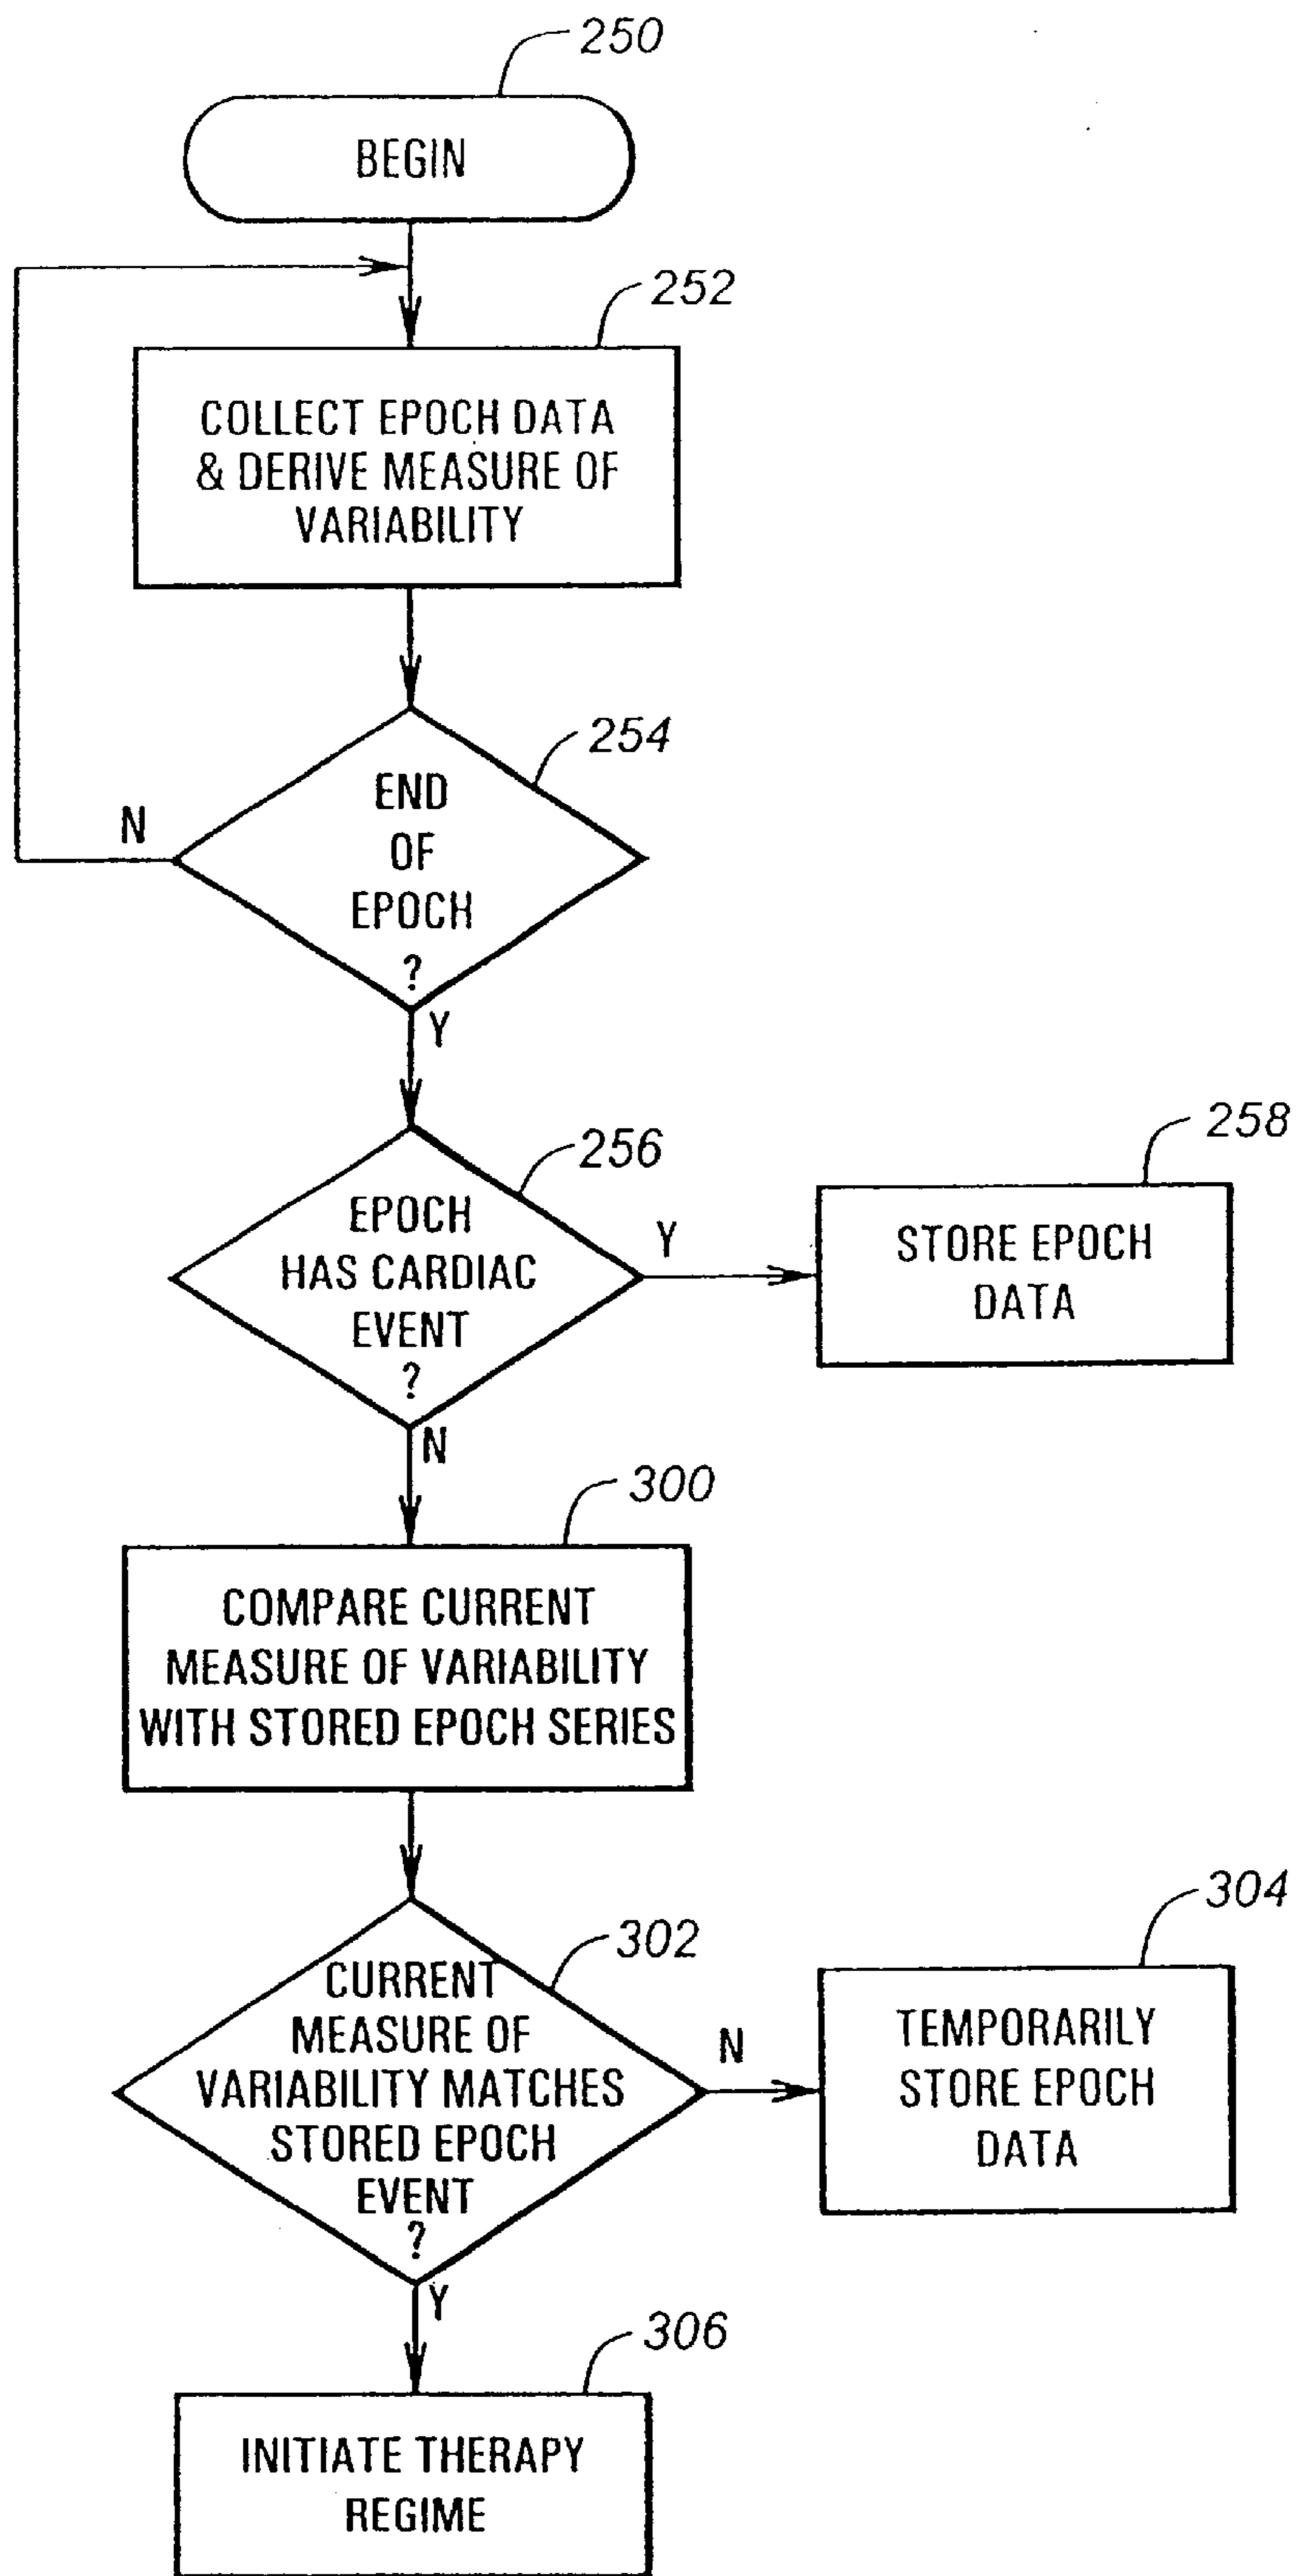 250
BEGIN
252
COLLECT EPOCH DATA
& DERIVE MEASURE OF
VARIABILITY
254
END
OF
EPOCH
?
N
Y
256
EPOCH
HAS CARDIAC
EVENT
?
Y
258
STORE EPOCH
DATA
N
300
COMPARE CURRENT
MEASURE OF VARIABILITY
WITH STORED EPOCH SERIES
302
CURRENT
MEASURE OF
VARIABILITY MATCHES
STORED EPOCH
EVENT
?
N
304
TEMPORARILY
STORE EPOCH
DATA
Y
306
INITIATE THERAPY
REGIME